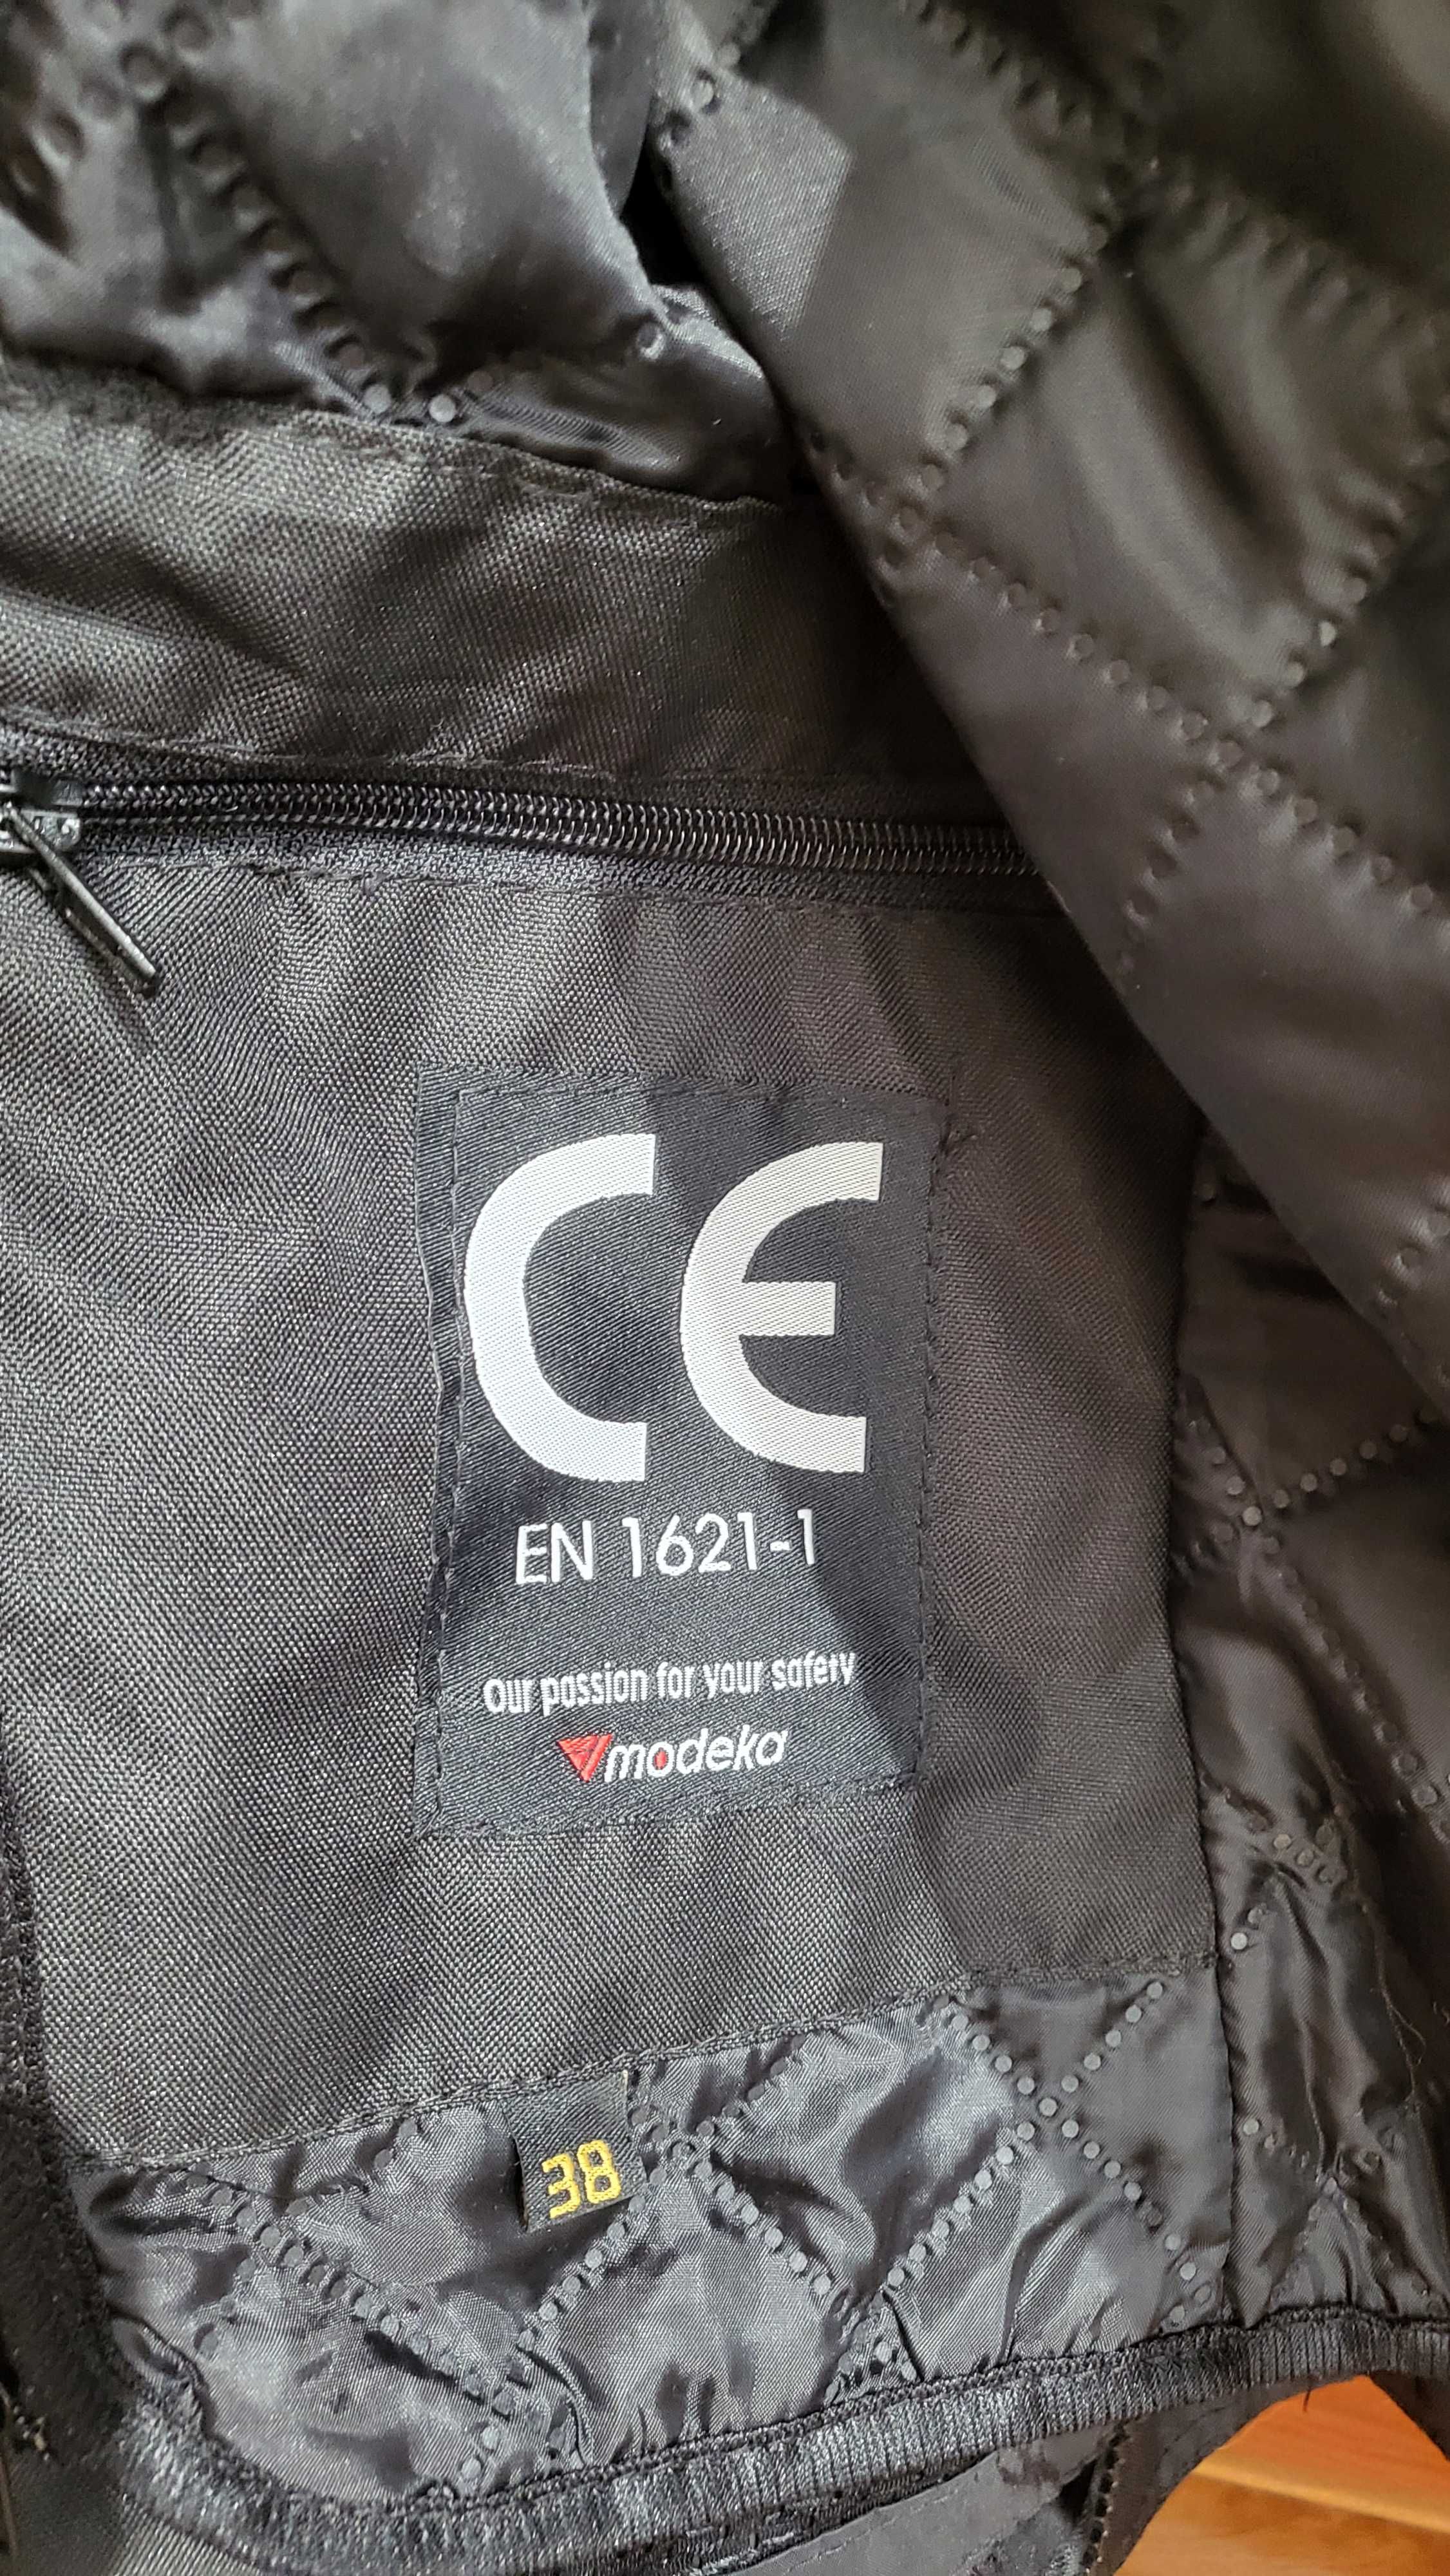 CE
EN 1621-1
Our passion for your safety
modeka
38